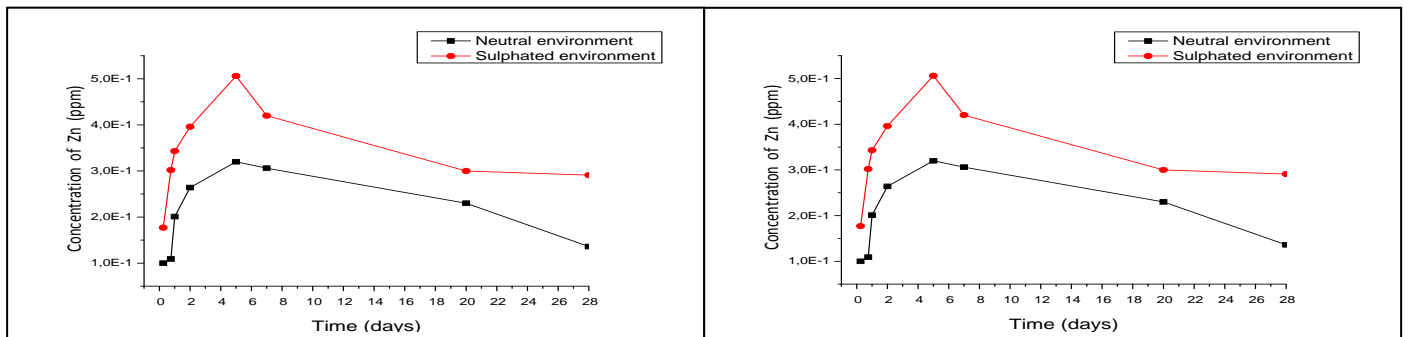 Neutral environment
Sulphated environment
Concentration of Zn (ppm)
5,0E-1
4,0E-1
3,0E-1
2,0E-1
1,0E-1
0 2 4 6 8 10 12 14 16 18 20 22 24 26 28
Time (days)
Neutral environment
Sulphated environment
Concentration of Zn (ppm)
5,0E-1
4,0E-1
3,0E-1
2,0E-1
1,0E-1
0 2 4 6 8 10 12 14 16 18 20 22 24 26 28
Time (days)